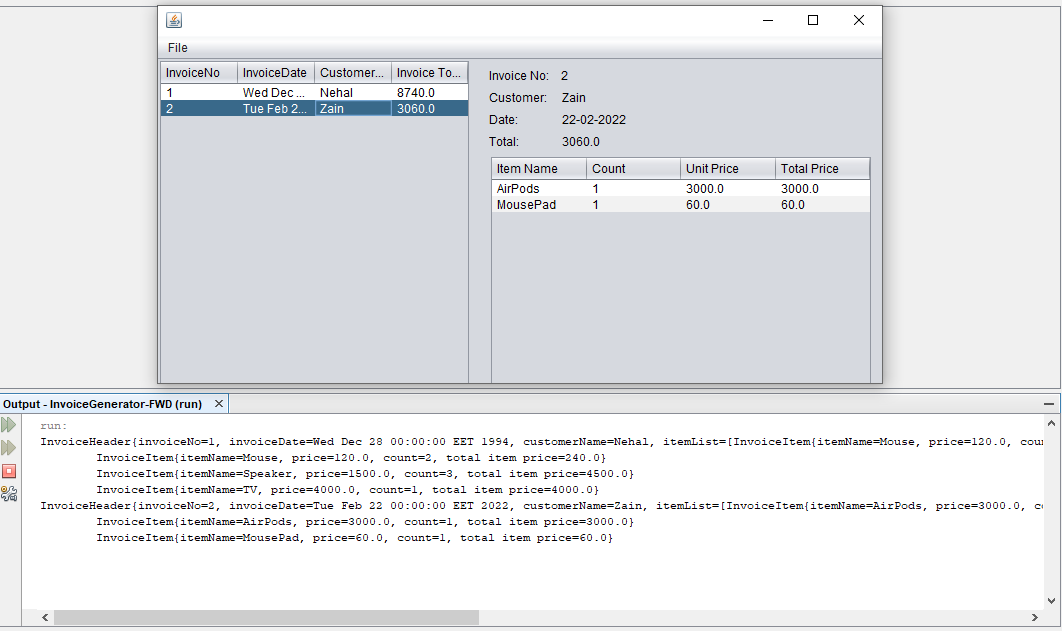 File
InvoiceNo InvoiceDate Customer... Invoice To...
1 Wed Dec ... Nehal 8740.0
2 Tue Feb 2... Zain 3060.0
Invoice No: 2
Customer: Zain
Date: 22-02-2022
Total: 3060.0
Item Name Count Unit Price Total Price
AirPods 1 3000.0 3000.0
MousePad 1 60.0 60.0
Output - InvoiceGenerator-FWD (run)
run:
InvoiceHeader{invoiceNo=1, invoiceDate=Wed Dec 28 00:00:00 EET 1994, customerName=Nehal, itemList=[InvoiceItem{itemName=Mouse, price=120.0, cou
InvoiceItem{itemName=Mouse, price=120.0, count=2, total item price=240.0}
InvoiceItem{itemName=Speaker, price=1500.0, count=3, total item price=4500.0}
InvoiceItem{itemName=TV, price=4000.0, count=1, total item price=4000.0}
InvoiceHeader{invoiceNo=2, invoiceDate=Tue Feb 22 00:00:00 EET 2022, customerName=Zain, itemList=[InvoiceItem{itemName=AirPods, price=3000.0, co
InvoiceItem{itemName=AirPods, price=3000.0, count=1, total item price=3000.0}
InvoiceItem{itemName=MousePad, price=60.0, count=1, total item price=60.0}